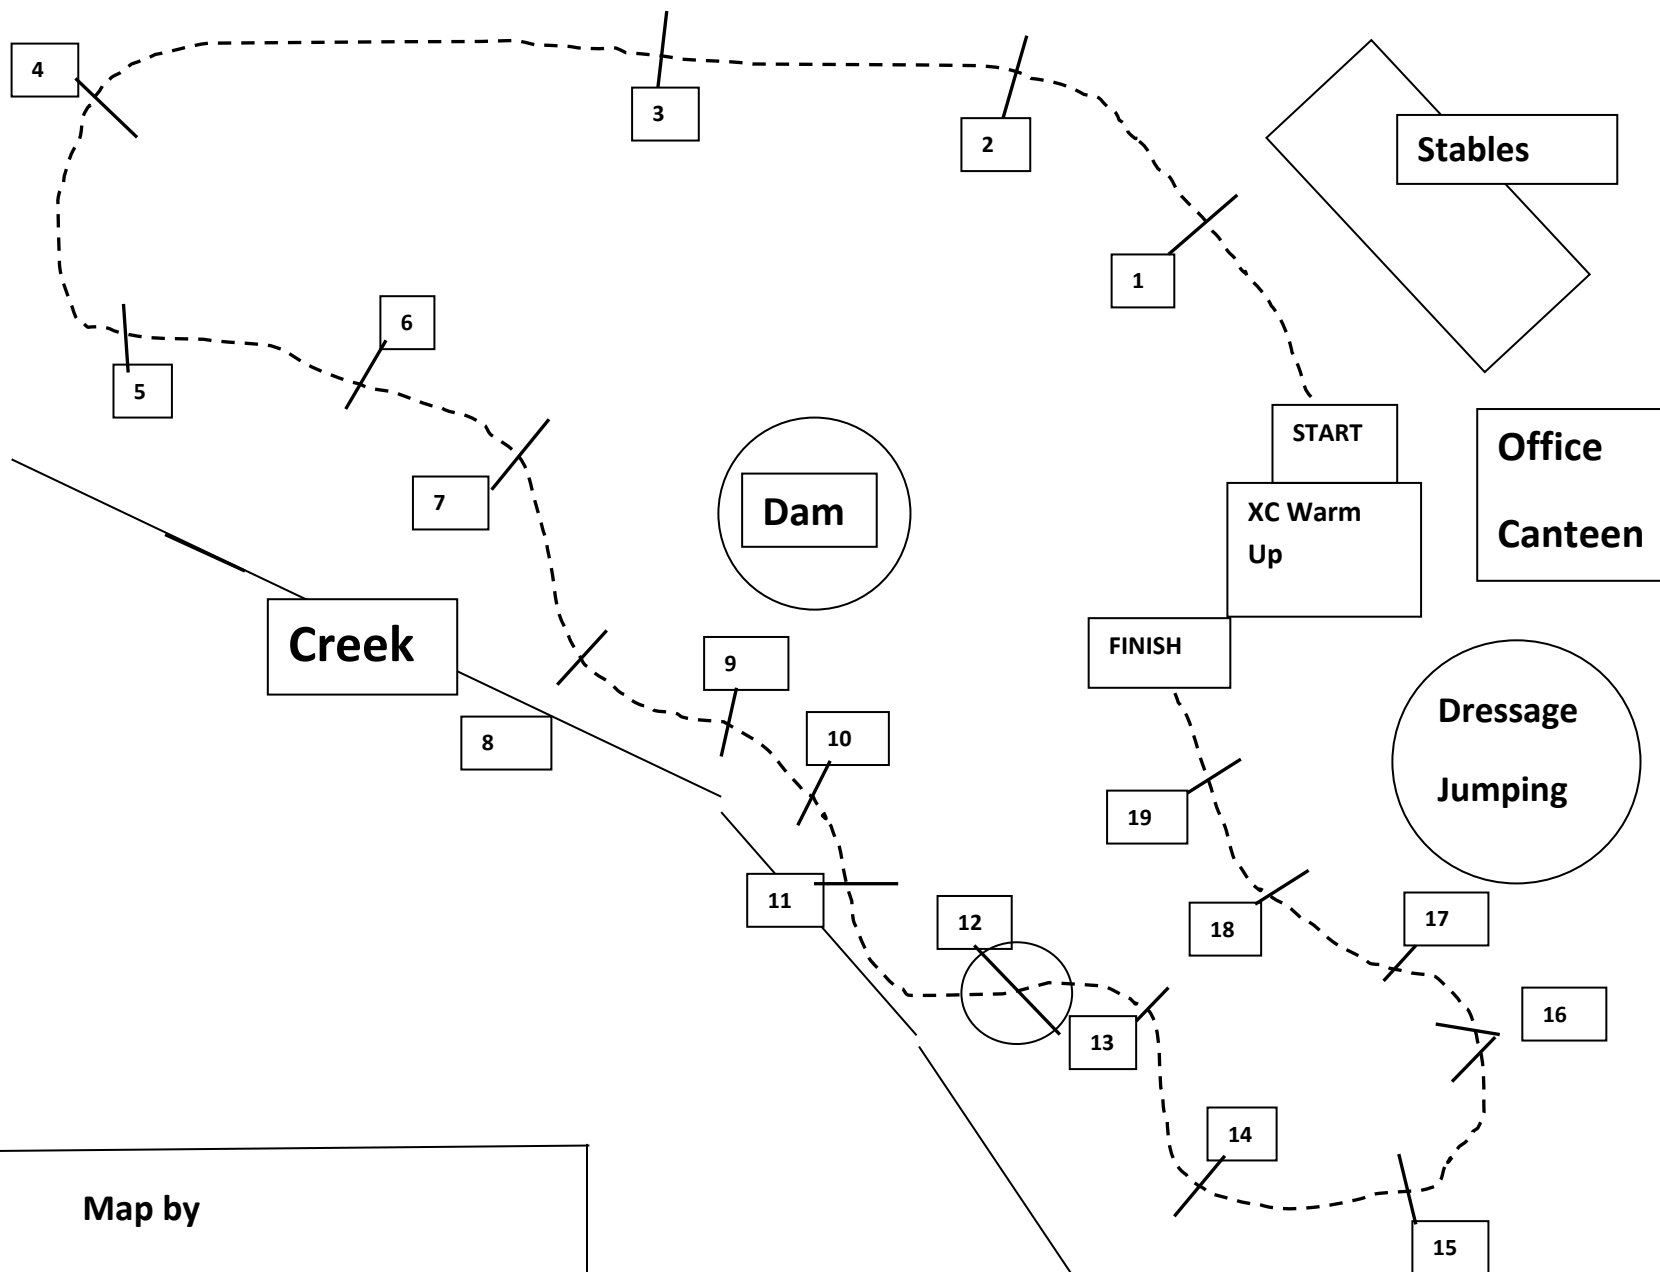 4
3
2
Stables
1
6
5
START
Office
XC Warm
Up
Canteen
7
Dam
Creek
FINISH
9
8
10
Dressage
Jumping
19
11
12
18
17
13
16
14
15
Map by